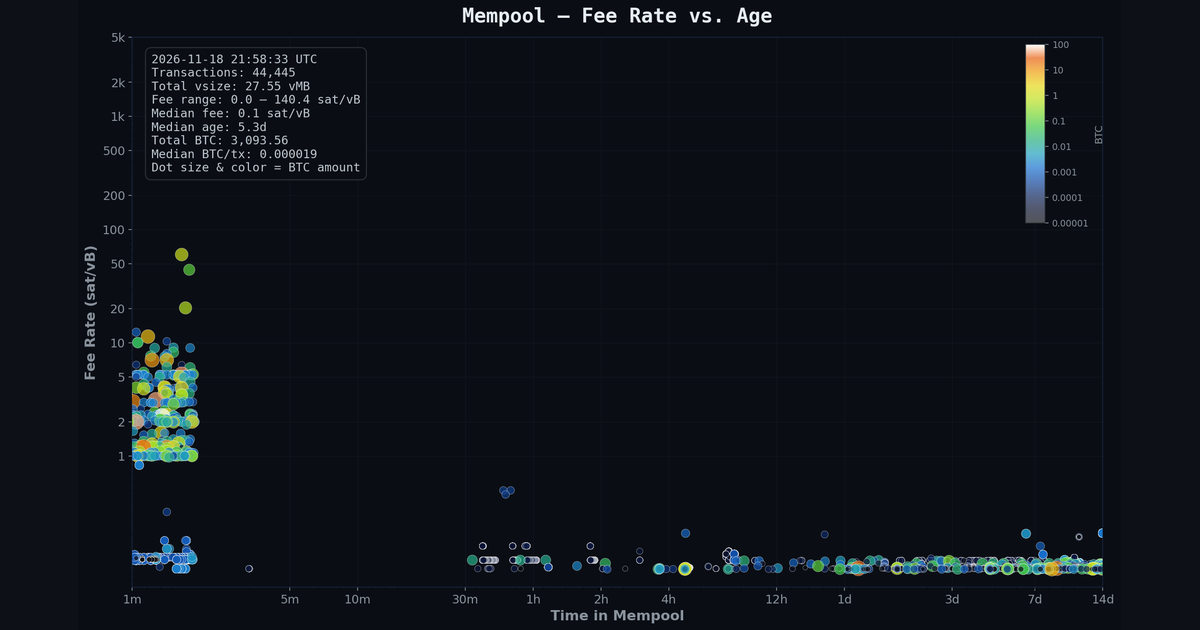 Mempool — Fee Rate vs. Age
2026-11-18 21:58:33 UTC
Transactions: 44,445
Total vsize: 27.55 vMB
Fee range: 0.0 – 140.4 sat/vB
Median fee: 0.1 sat/vB
Median age: 5.3d
Total BTC: 3,093.56
Median BTC/tx: 0.000019
Dot size & color = BTC amount
5k
2k
1k
500
200
100
50
20
10
5
2
1
Fee Rate (sat/vB)
100
10
1
0.1
0.01
0.001
0.0001
0.00001
BTC
1m 5m 10m 30m 1h 2h 4h 12h 1d 3d 7d 14d
Time in Mempool